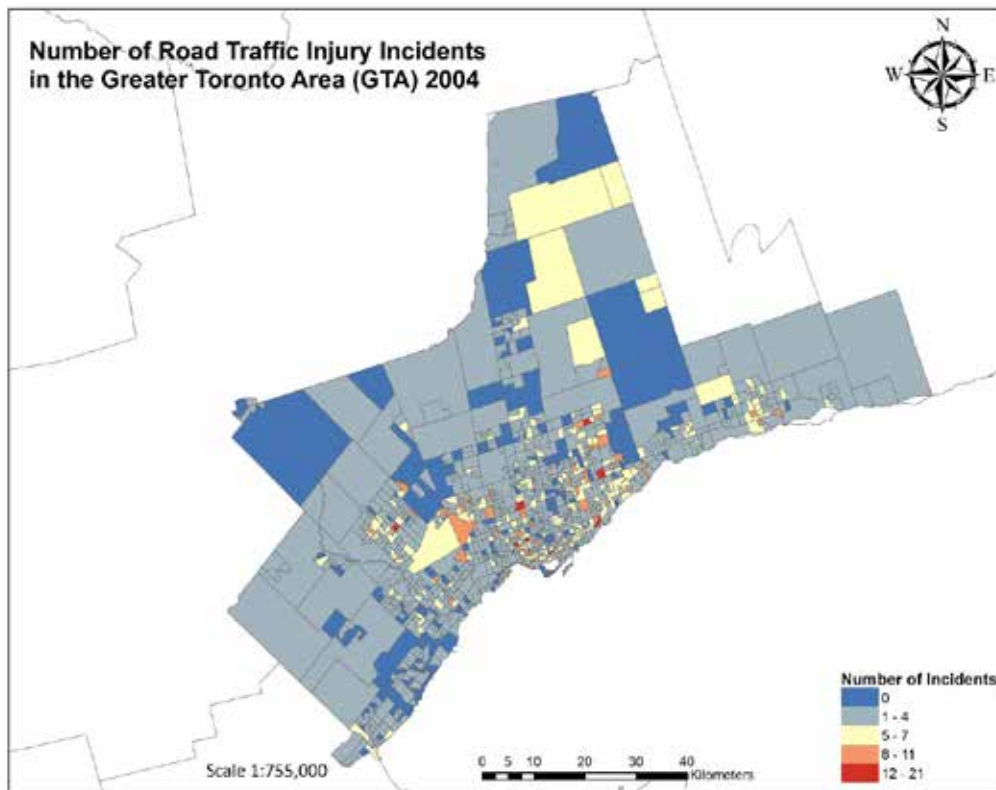 Number of Road Traffic Injury Incidents
in the Greater Toronto Area (GTA) 2004
N
W E
S
Number of Incidents
0
1 - 4
5 - 7
8 - 11
12 - 21
Scale 1:755,000
0 5 10 20 30 40
Kilometers